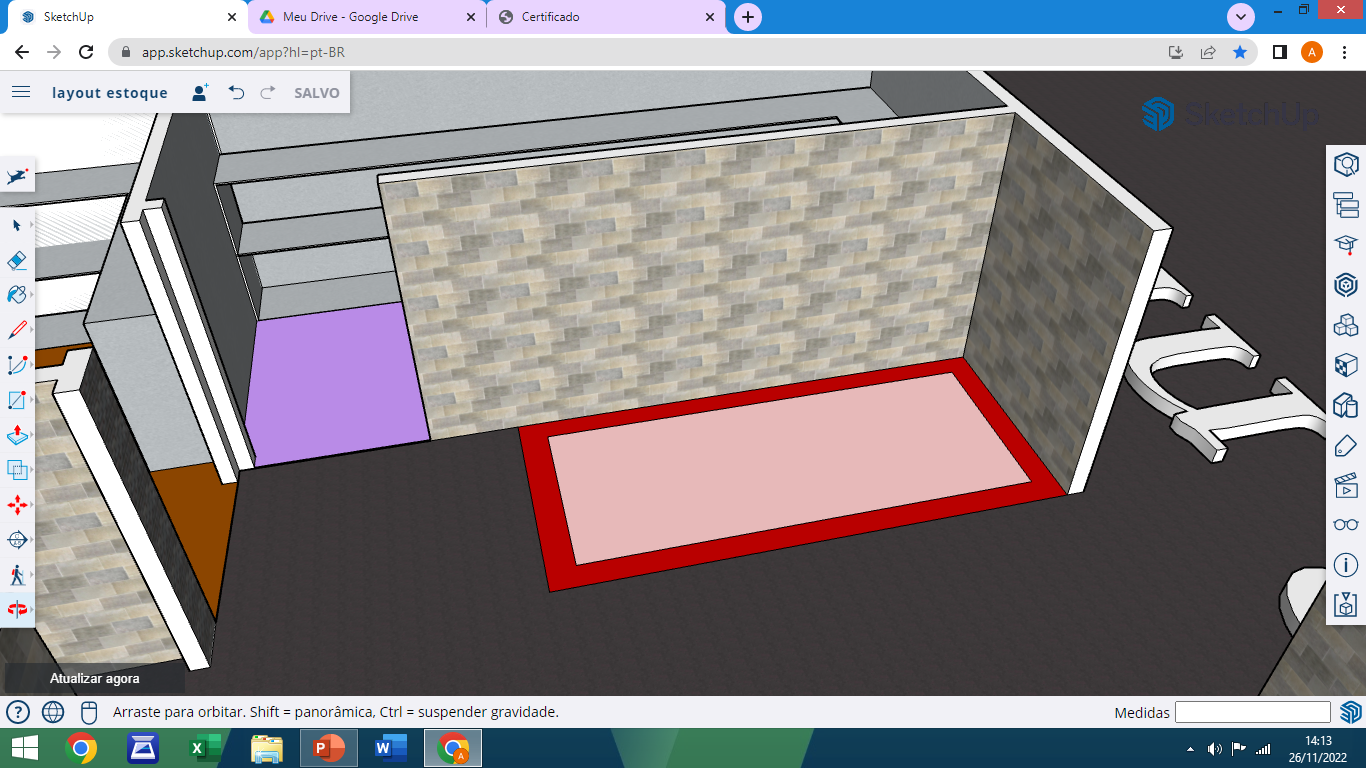 SketchUp
Meu Drive - Google Drive
Certificado
app.sketchup.com/app?hl=pt-BR
A
layout estoque
SALVO
SketchUp
Atualizar agora
Arraste para orbitar. Shift = panorâmica, Ctrl = suspender gravidade.
Medidas
14:13
26/11/2022